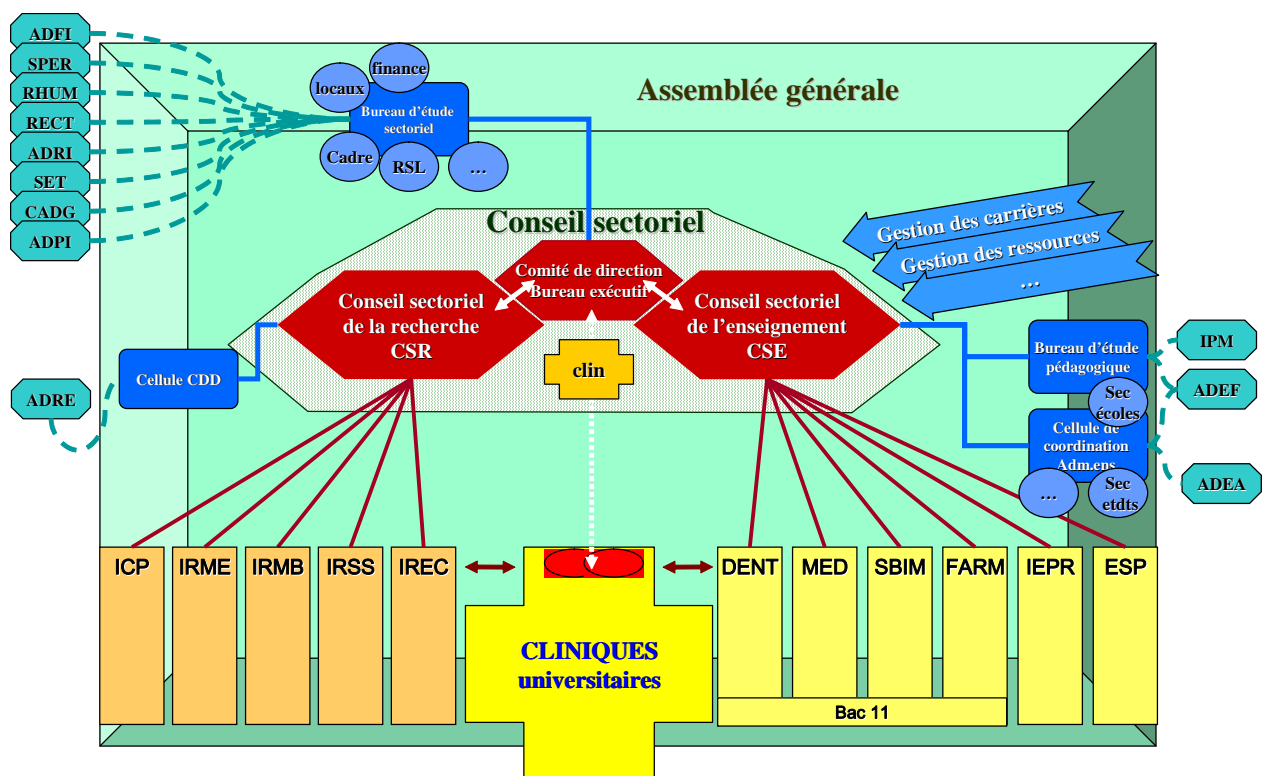 ADFI
SPER
RHUM
RECT
ADRI
SET
CADG
ADPI
finance
locaux
Bureau d'étude
sectoriel
Cadre
RSL
...
Assemblée générale
Conseil sectoriel
Gestion des carrières
Gestion des ressources
...
Comité de direction
Bureau exécutif
Conseil sectoriel
de la recherche
CSR
Conseil sectoriel
de l'enseignement
CSE
clin
Cellule CDD
ADRE
Bureau d'étude
pédagogique
Sec
écoles
Cellule de
coordination
Adm.ens
...
Sec
etdts
IPM
ADEF
ADEA
ICP
IRME
IRMB
IRSS
IREC
DENT
MED
SBIM
FARM
IEPR
ESP
CLINIQUES
universitaires
Bac 11